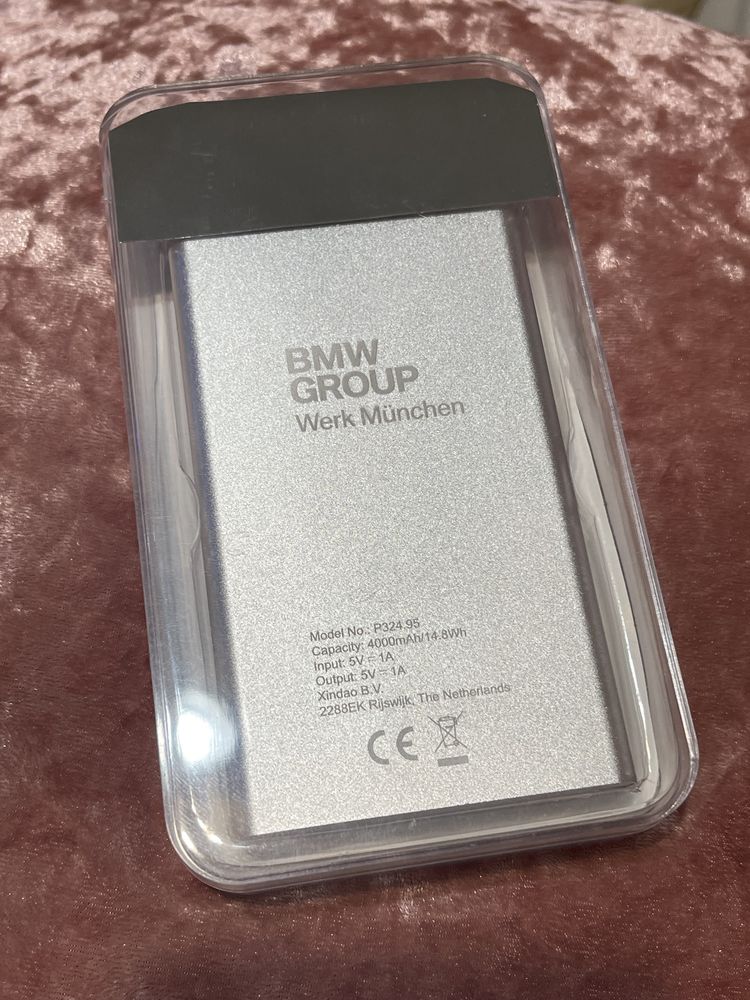 BMW
GROUP
Werk München
Model No.: P324.95
Capacity: 4000mAh/14.8Wh
Input: 5V ⎓ 1A
Output: 5V ⎓ 1A
Xindao B.V.
2288EK Rijswijk, The Netherlands
CE